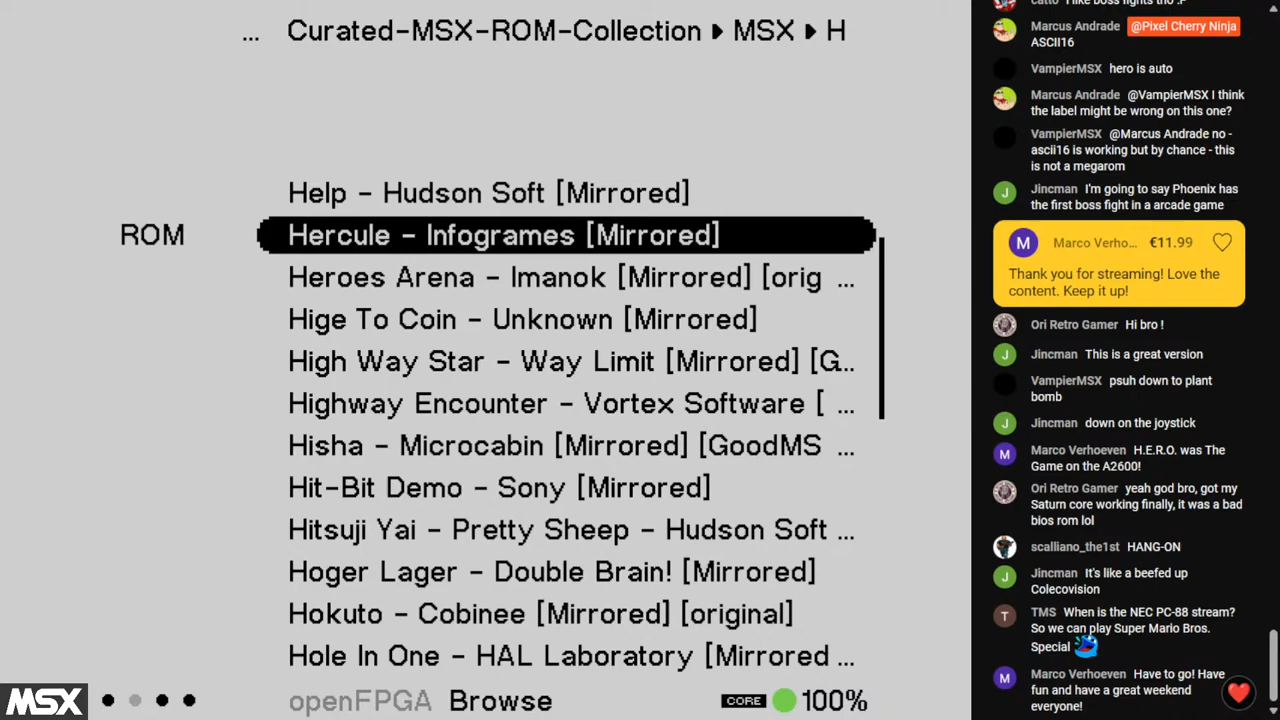 ... Curated-MSX-ROM-Collection ▸ MSX ▸ H
Help - Hudson Soft [Mirrored]
ROM
Hercule - Infogrames [Mirrored]
Heroes Arena - Imanok [Mirrored] [orig ...
Hige To Coin - Unknown [Mirrored]
High Way Star - Way Limit [Mirrored] [G...
Highway Encounter - Vortex Software [ ...
Hisha - Microcabin [Mirrored] [GoodMS ...
Hit-Bit Demo - Sony [Mirrored]
Hitsuji Yai - Pretty Sheep - Hudson Soft ...
Hoger Lager - Double Brain! [Mirrored]
Hokuto - Cobinee [Mirrored] [original]
Hole In One - HAL Laboratory [Mirrored ...
MSX
openFPGA Browse
CORE 100%
Marcus Andrade @Pixel Cherry Ninja
ASCII16
VampierMSX hero is auto
Marcus Andrade @VampierMSX I think
the label might be wrong on this one?
VampierMSX @Marcus Andrade no -
ascii16 is working but by chance - this
is not a megarom
J
Jincman I'm going to say Phoenix has
the first boss fight in a arcade game
M
Marco Verho... €11.99
Thank you for streaming! Love the
content. Keep it up!
Ori Retro Gamer Hi bro !
J
Jincman This is a great version
VampierMSX psuh down to plant
bomb
J
Jincman down on the joystick
M
Marco Verhoeven H.E.R.O. was The
Game on the A2600!
Ori Retro Gamer yeah god bro, got my
Saturn core working finally, it was a bad
bios rom lol
scalliano_the1st HANG-ON
J
Jincman It's like a beefed up
Colecovision
T
TMS When is the NEC PC-88 stream?
So we can play Super Mario Bros.
Special
M
Marco Verhoeven Have to go! Have
fun and have a great weekend
everyone!